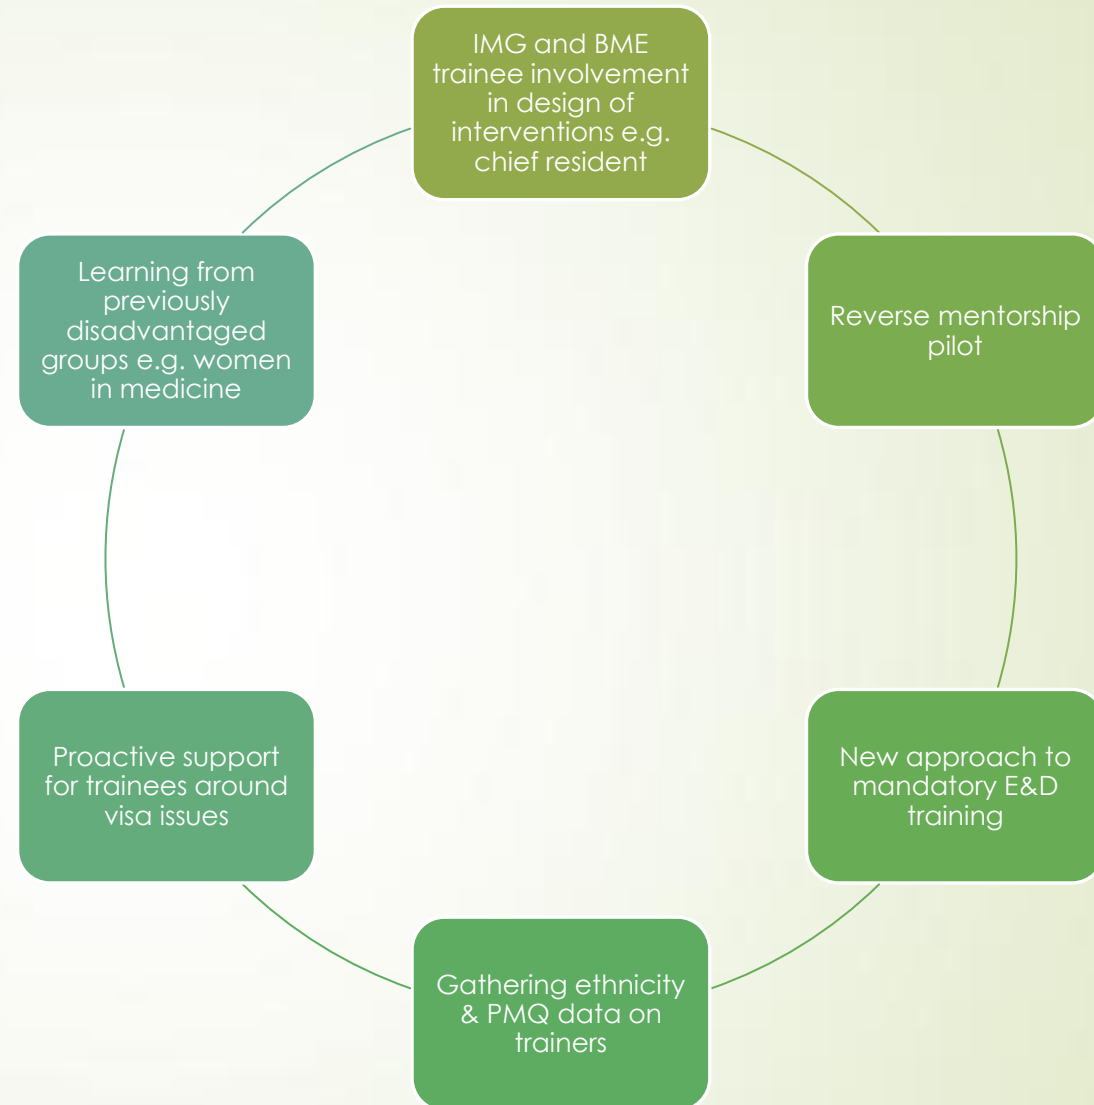 IMG and BME
trainee involvement
in design of
interventions e.g.
chief resident
Reverse mentorship
pilot
New approach to
mandatory E&D
training
Gathering ethnicity
& PMQ data on
trainers
Proactive support
for trainees around
visa issues
Learning from
previously
disadvantaged
groups e.g. women
in medicine